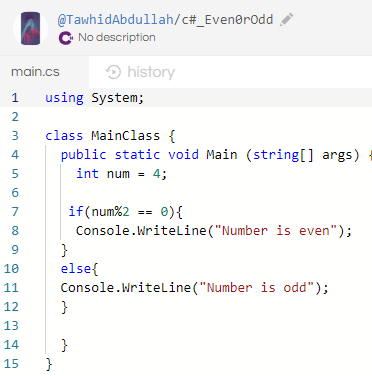 @TawhidAbdullah/c#_Even0rOdd
No description
main.cs history
1 using System;
2
3 class MainClass {
4 public static void Main (string[] args) {
5 int num = 4;
6
7 if(num%2 == 0){
8 Console.WriteLine("Number is even");
9 }
10 else{
11 Console.WriteLine("Number is odd");
12 }
13
14 }
15 }